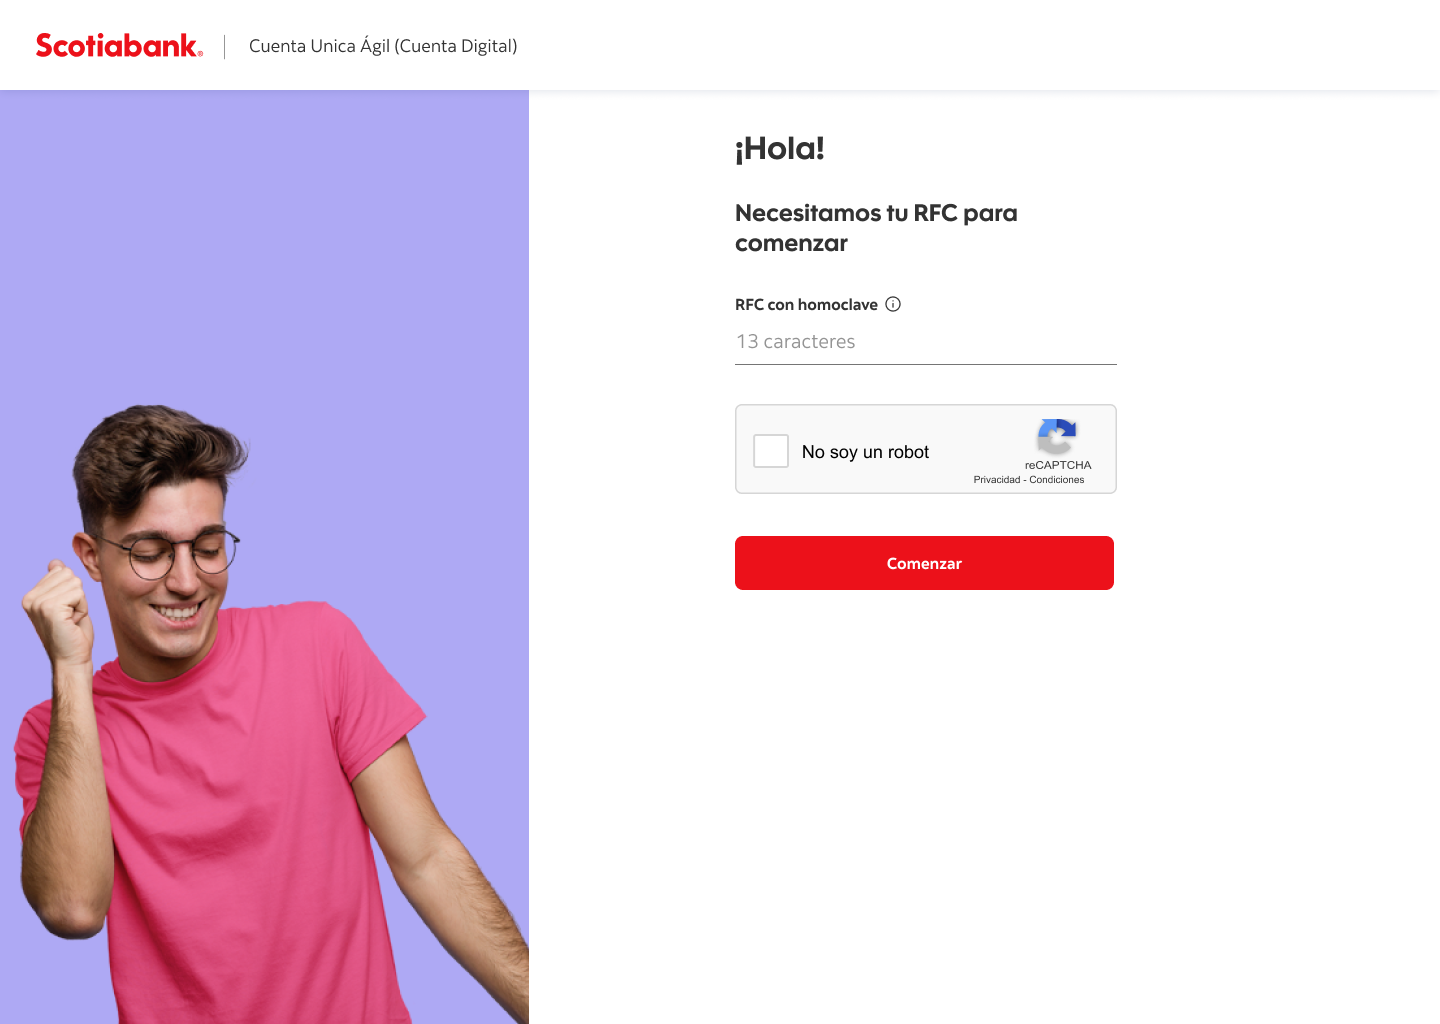 Scotiabank®
Cuenta Unica Ágil (Cuenta Digital)
¡Hola!
Necesitamos tu RFC para
comenzar
RFC con homoclave
13 caracteres
No soy un robot
reCAPTCHA
Privacidad - Condiciones
Comenzar